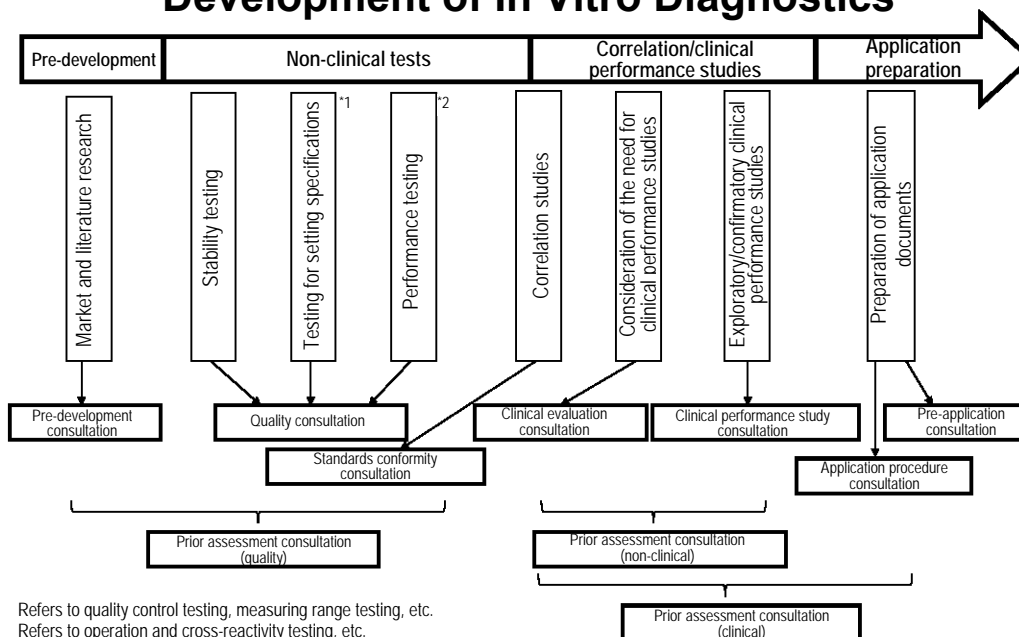 Development of In Vitro Diagnostics
Pre-development
Non-clinical tests
Correlation/clinical
performance studies
Application
preparation
Market and literature research
Stability testing
Testing for setting specifications
*1
Performance testing
*2
Correlation studies
Consideration of the need for
clinical performance studies
Exploratory/confirmatory clinical
performance studies
Preparation of application
documents
Pre-development
consultation
Quality consultation
Clinical evaluation
consultation
Clinical performance study
consultation
Pre-application
consultation
Standards conformity
consultation
Application procedure
consultation
Prior assessment consultation
(quality)
Prior assessment consultation
(non-clinical)
Prior assessment consultation
(clinical)
Refers to quality control testing, measuring range testing, etc.
Refers to operation and cross-reactivity testing, etc.